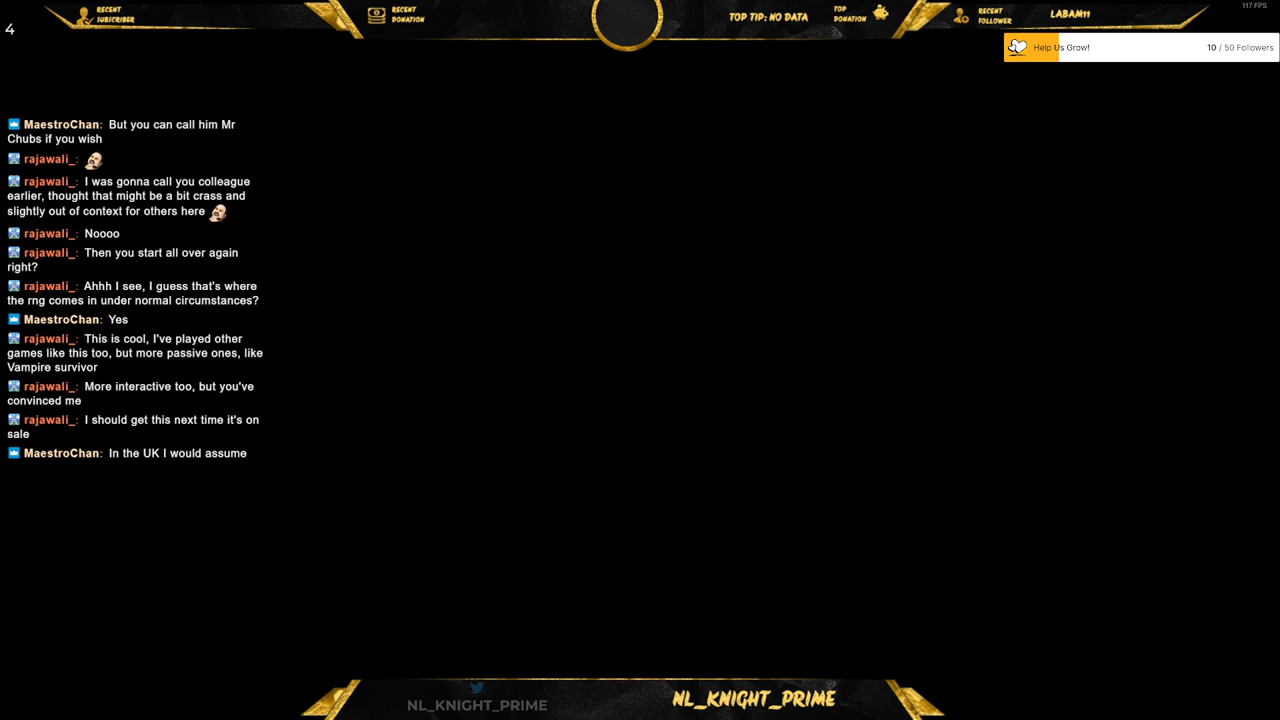 117 FPS
RECENT
SUBSCRIBER
RECENT
DONATION
TOP TIP: NO DATA
TOP
DONATION
RECENT
FOLLOWER
LABAM11
4
Help Us Grow!
10 / 50 Followers
MaestroChan: But you can call him Mr
Chubs if you wish
rajawali_:
rajawali_: I was gonna call you colleague
earlier, thought that might be a bit crass and
slightly out of context for others here
rajawali_: Noooo
rajawali_: Then you start all over again
right?
rajawali_: Ahhh I see, I guess that's where
the rng comes in under normal circumstances?
MaestroChan: Yes
rajawali_: This is cool, I've played other
games like this too, but more passive ones, like
Vampire survivor
rajawali_: More interactive too, but you've
convinced me
rajawali_: I should get this next time it's on
sale
MaestroChan: In the UK I would assume
NL_KNIGHT_PRIME
NL_KNIGHT_PRIME